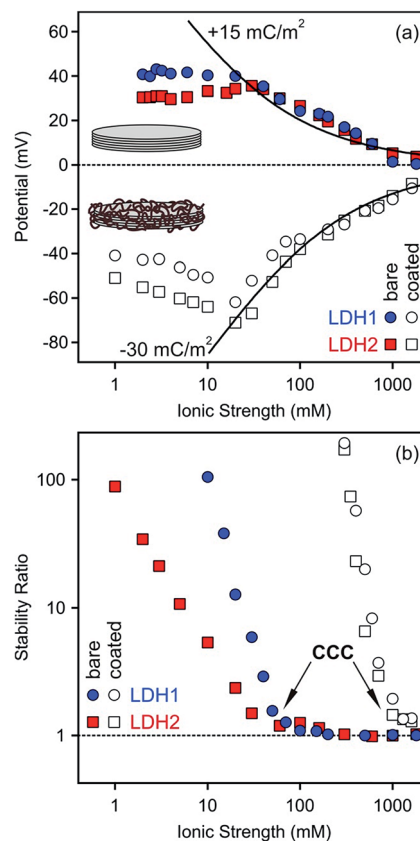 (a)
+15 mC/m²
60
40
20
0
-20
-40
-60
-80
Potential (mV)
-30 mC/m²
bare
coated
LDH1
LDH2
1
10
100
1000
Ionic Strength (mM)
(b)
100
10
1
Stability Ratio
CCC
bare
coated
LDH1
LDH2
1
10
100
1000
Ionic Strength (mM)